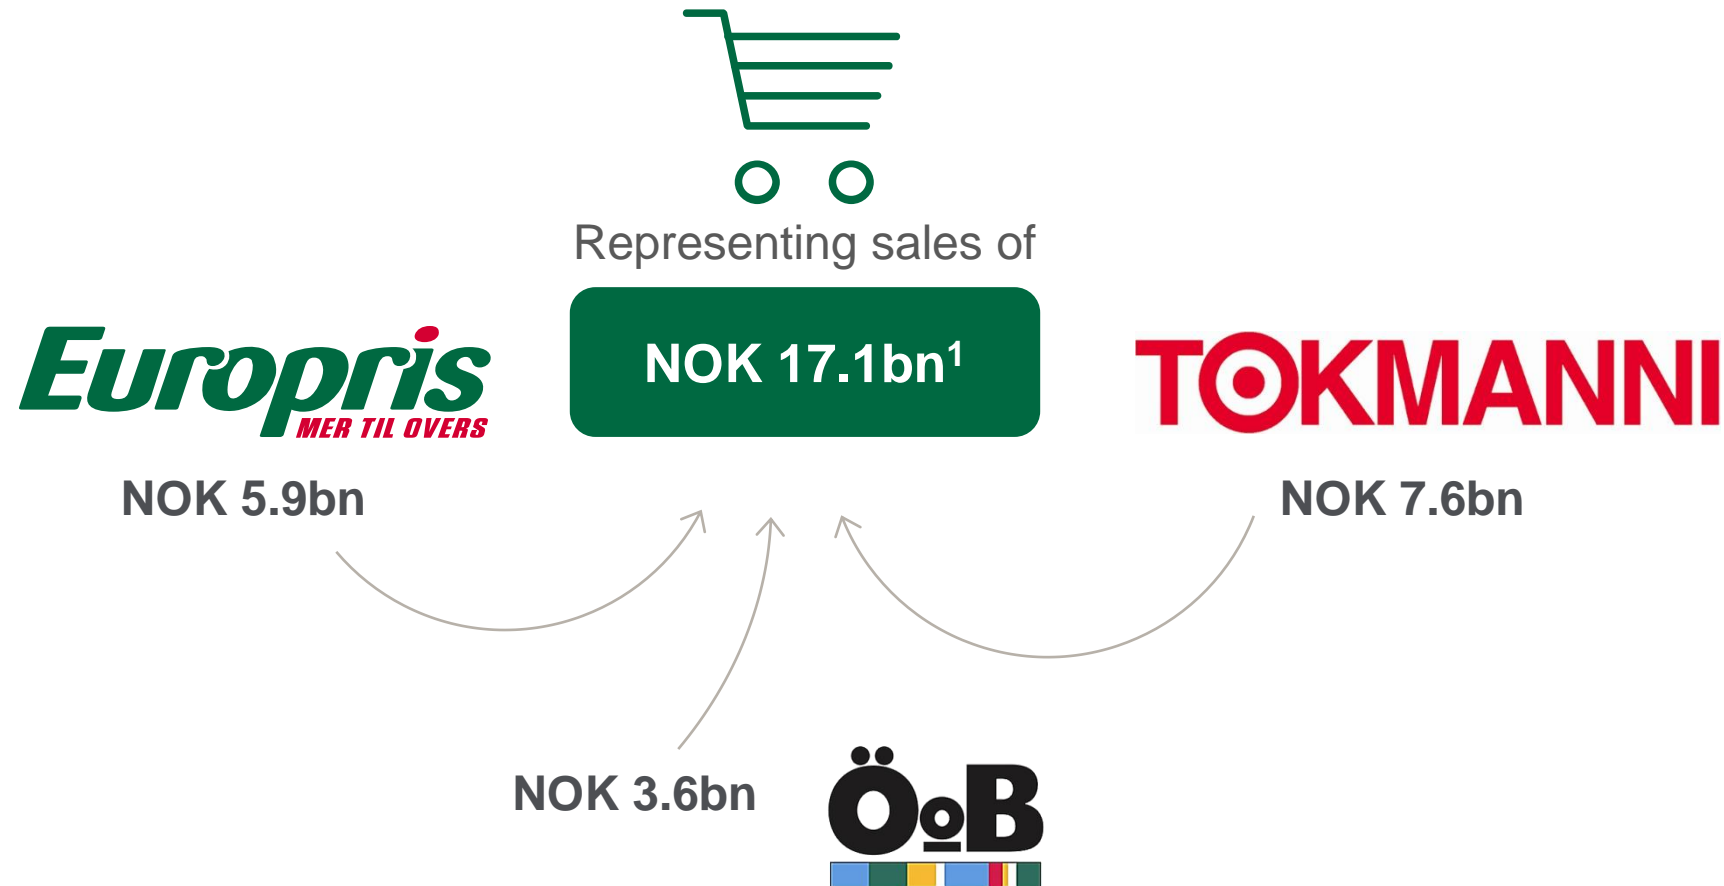 Representing sales of
NOK 17.1bn¹
Europris
MER TIL OVERS
NOK 5.9bn
TOKMANNI
NOK 7.6bn
NOK 3.6bn
ÖoB